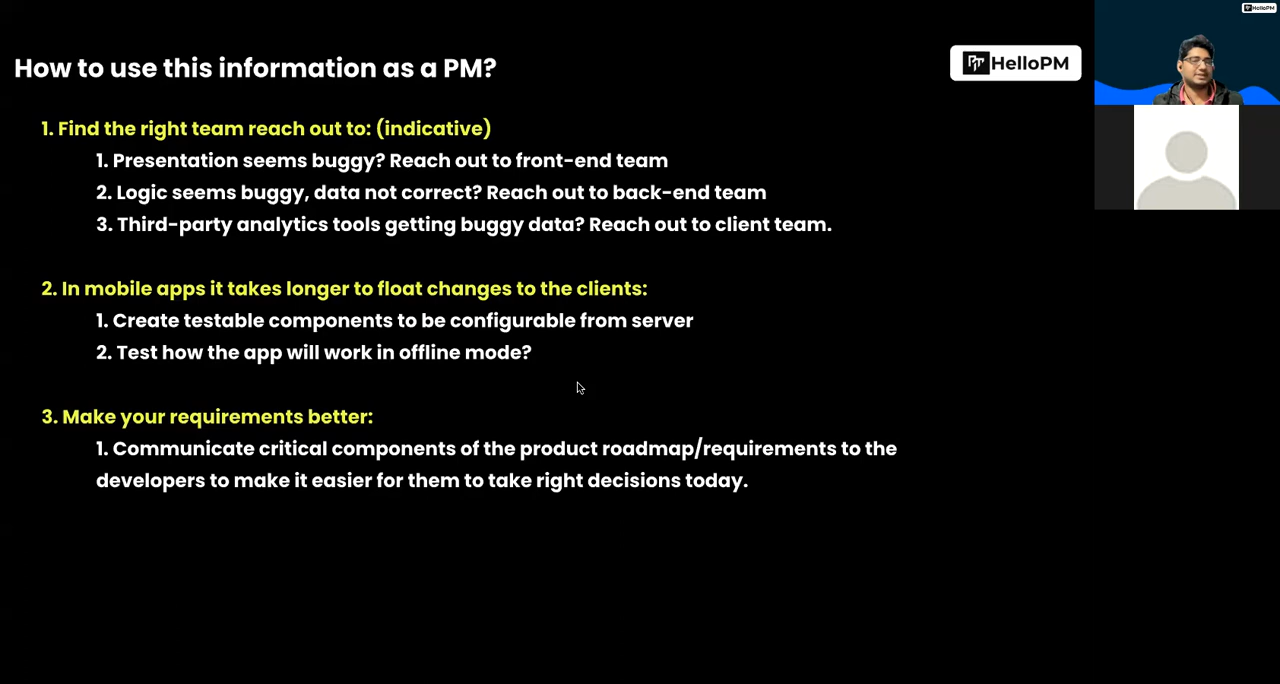 How to use this information as a PM?
HelloPM
HelloPM
1. Find the right team reach out to: (indicative)
1. Presentation seems buggy? Reach out to front-end team
2. Logic seems buggy, data not correct? Reach out to back-end team
3. Third-party analytics tools getting buggy data? Reach out to client team.
2. In mobile apps it takes longer to float changes to the clients:
1. Create testable components to be configurable from server
2. Test how the app will work in offline mode?
3. Make your requirements better:
1. Communicate critical components of the product roadmap/requirements to the
developers to make it easier for them to take right decisions today.